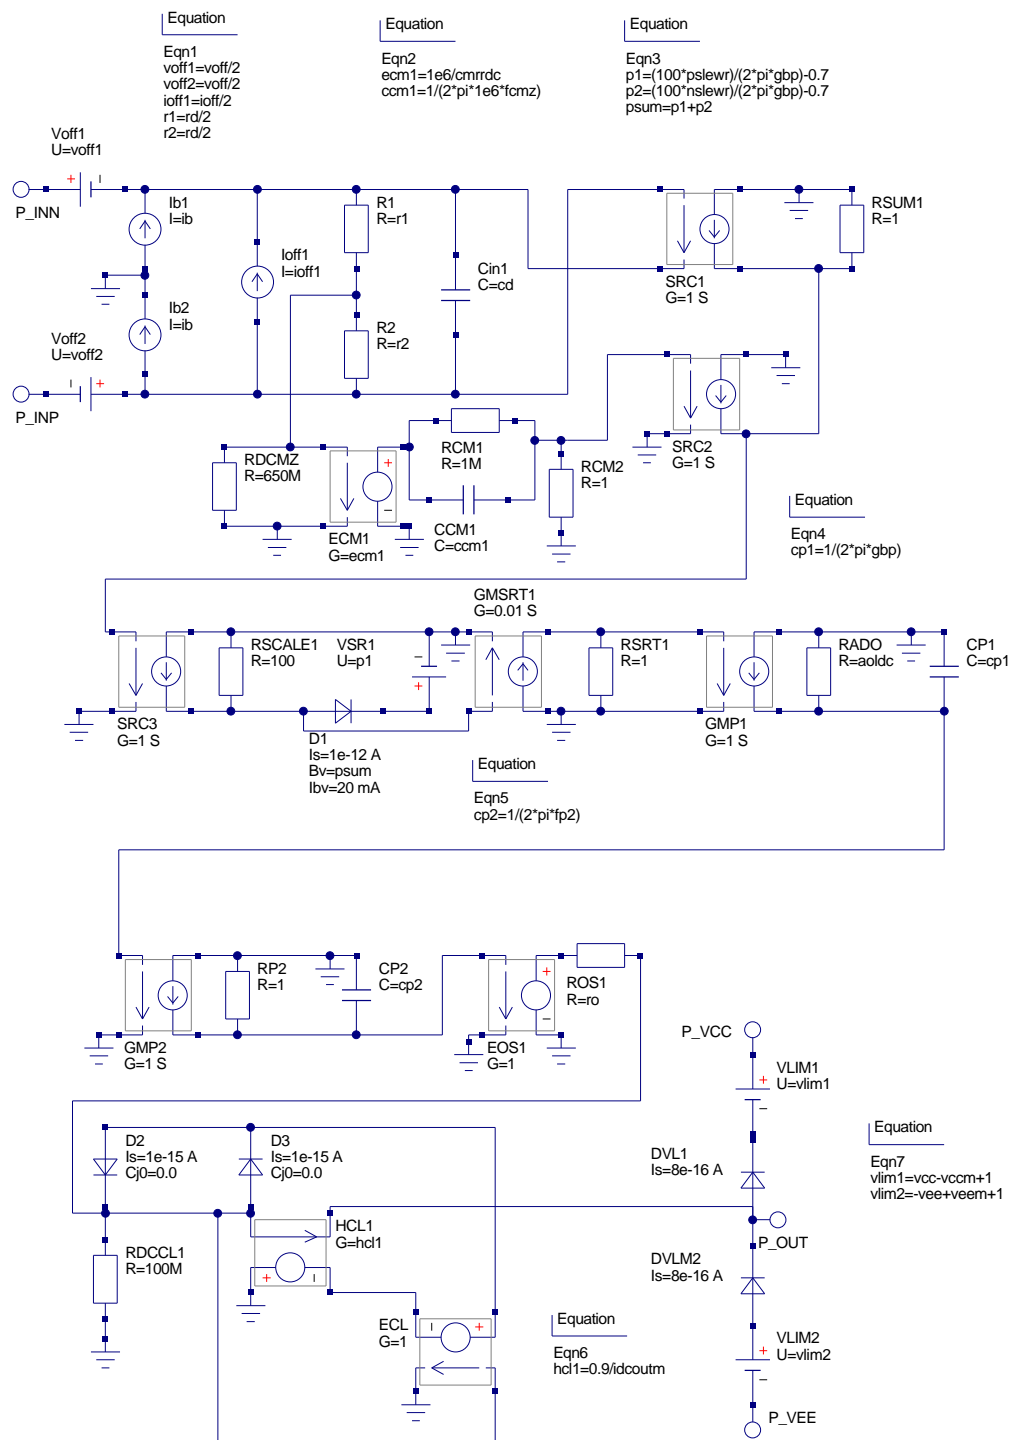 Equation
Eqn1
voff1=voff/2
voff2=voff/2
ioff1=ioff/2
r1=rd/2
r2=rd/2
Equation
Eqn2
ecm1=1e6/cmrrdc
ccm1=1/(2*pi*1e6*fcmz)
Equation
Eqn3
p1=(100*pslewr)/(2*pi*gbp)-0.7
p2=(100*nslewr)/(2*pi*gbp)-0.7
psum=p1+p2
Voff1
U=voff1
+
I
P_INN
Ib1
I=ib
Ioff1
I=ioff1
R1
R=r1
Cin1
C=cd
SRC1
G=1 S
RSUM1
R=1
Ib2
I=ib
R2
R=r2
Voff2
U=voff2
I
+
P_INP
SRC2
G=1 S
RDCMZ
R=650M
+
I
ECM1
G=ecm1
RCM1
R=1M
CCM1
C=ccm1
RCM2
R=1
Equation
Eqn4
cp1=1/(2*pi*gbp)
SRC3
G=1 S
RSCALE1
R=100
VSR1
U=p1
I
+
GMSRT1
G=0.01 S
RSRT1
R=1
GMP1
G=1 S
RADO
R=aoldc
CP1
C=cp1
D1
Is=1e-12 A
Bv=psum
Ibv=20 mA
Equation
Eqn5
cp2=1/(2*pi*fp2)
GMP2
G=1 S
RP2
R=1
CP2
C=cp2
+
I
EOS1
G=1
ROS1
R=ro
P_VCC
+
I
VLIM1
U=vlim1
D2
Is=1e-15 A
Cj0=0.0
D3
Is=1e-15 A
Cj0=0.0
DVL1
Is=8e-16 A
Equation
Eqn7
vlim1=vcc-vccm+1
vlim2=-vee+veem+1
HCL1
G=hcl1
+
I
P_OUT
RDCCL1
R=100M
DVLM2
Is=8e-16 A
ECL
G=1
I
+
Equation
Eqn6
hcl1=0.9/idcoutm
+
I
VLIM2
U=vlim2
P_VEE